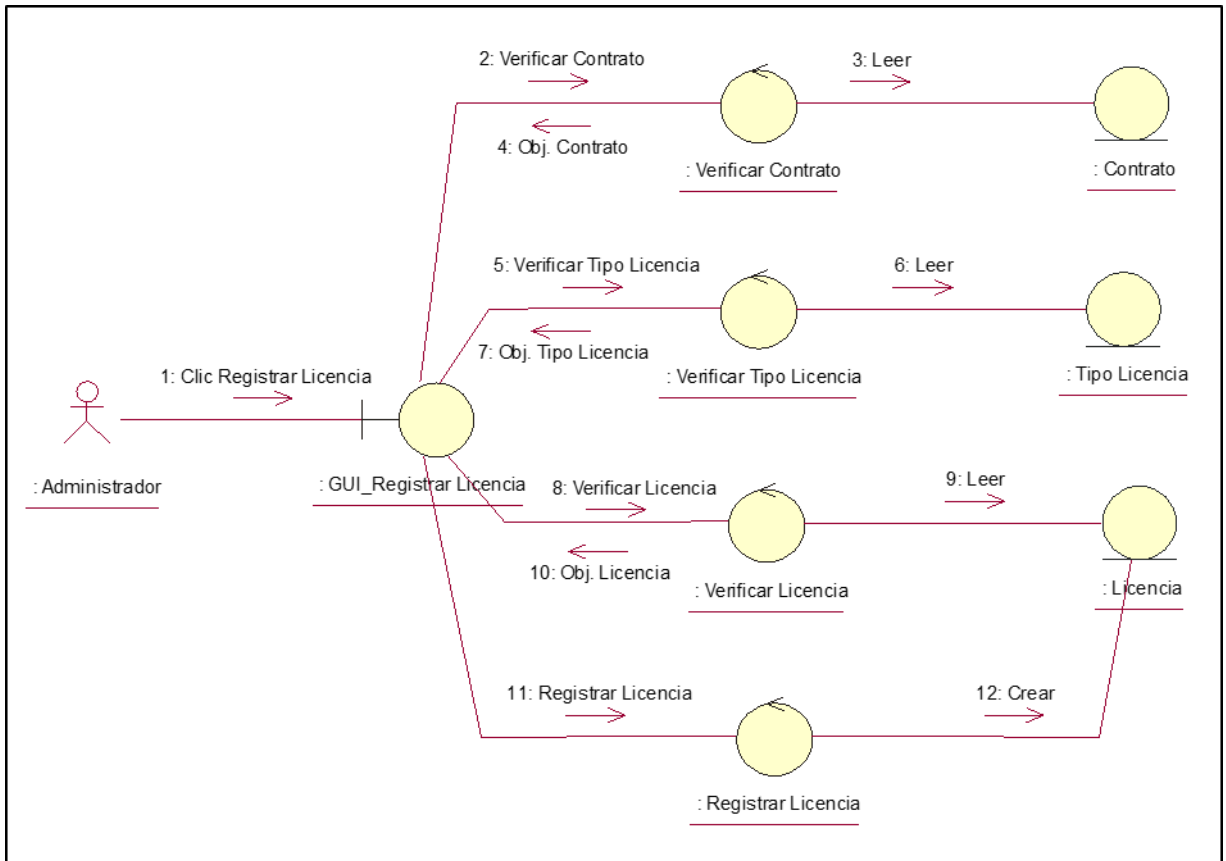 2: Verificar Contrato
3: Leer
4: Obj. Contrato
: Verificar Contrato
: Contrato
5: Verificar Tipo Licencia
6: Leer
7: Obj. Tipo Licencia
: Verificar Tipo Licencia
: Tipo Licencia
1: Clic Registrar Licencia
: Administrador
: GUI_Registrar Licencia
8: Verificar Licencia
9: Leer
10: Obj. Licencia
: Verificar Licencia
: Licencia
11: Registrar Licencia
12: Crear
: Registrar Licencia